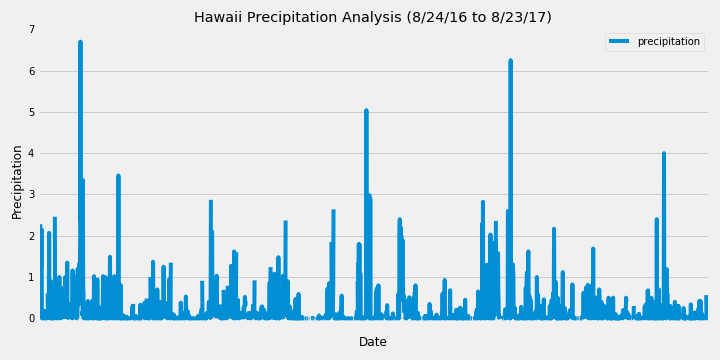 Hawaii Precipitation Analysis (8/24/16 to 8/23/17)
precipitation
Precipitation
7
6
5
4
3
2
1
0
Date